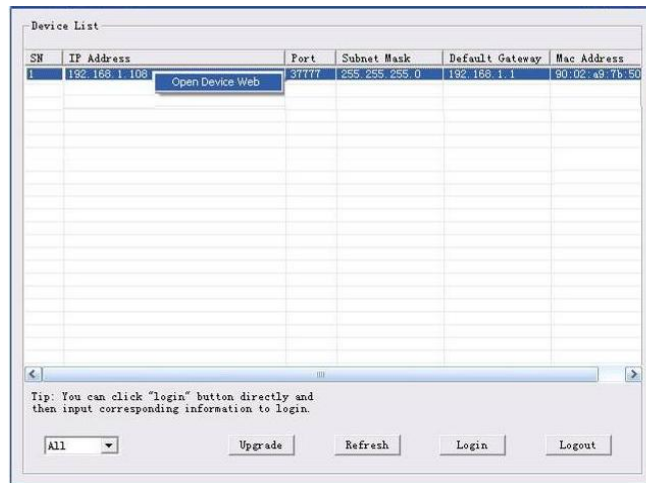 Device List
SN IP Address Port Subnet Mask Default Gateway Mac Address
1 192.168.1.108 37777 255.255.255.0 192.168.1.1 90:02:a9:7b:50
Open Device Web
Tip: You can click "login" button directly and
then input corresponding information to login.
All Upgrade Refresh Login Logout